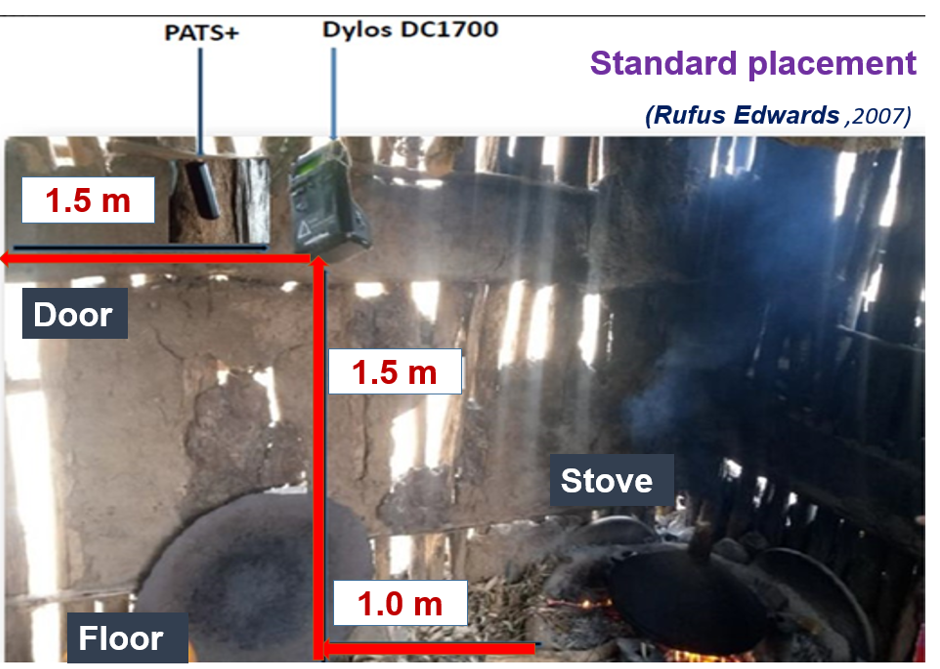 PATS+
Dylos DC1700
Standard placement
(Rufus Edwards ,2007)
1.5 m
Door
1.5 m
Stove
1.0 m
Floor